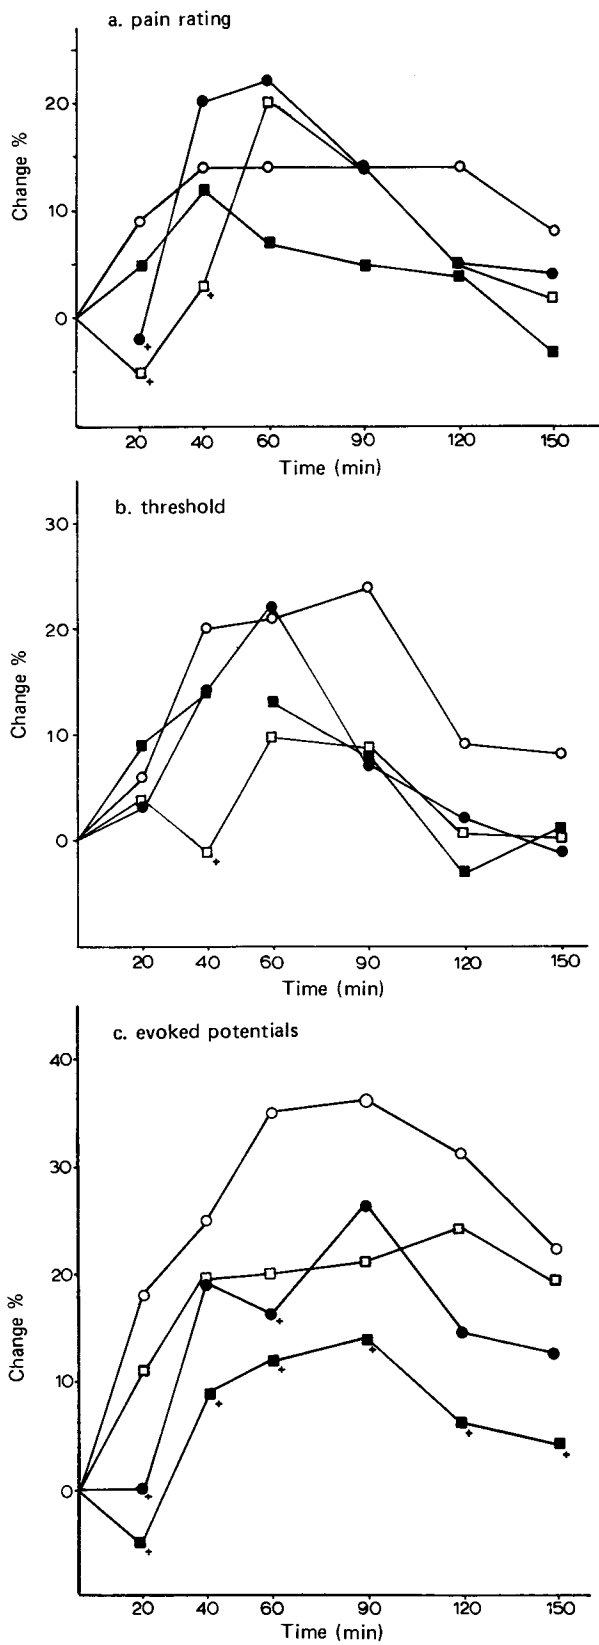 a. pain rating
Change %
20
10
0
+
+
+
20 40 60 90 120 150
Time (min)
b. threshold
Change %
30
20
10
0
+
20 40 60 90 120 150
Time (min)
c. evoked potentials
Change %
40
30
20
10
0
+
+
+
+
+
+
+
+
20 40 60 90 120 150
Time (min)